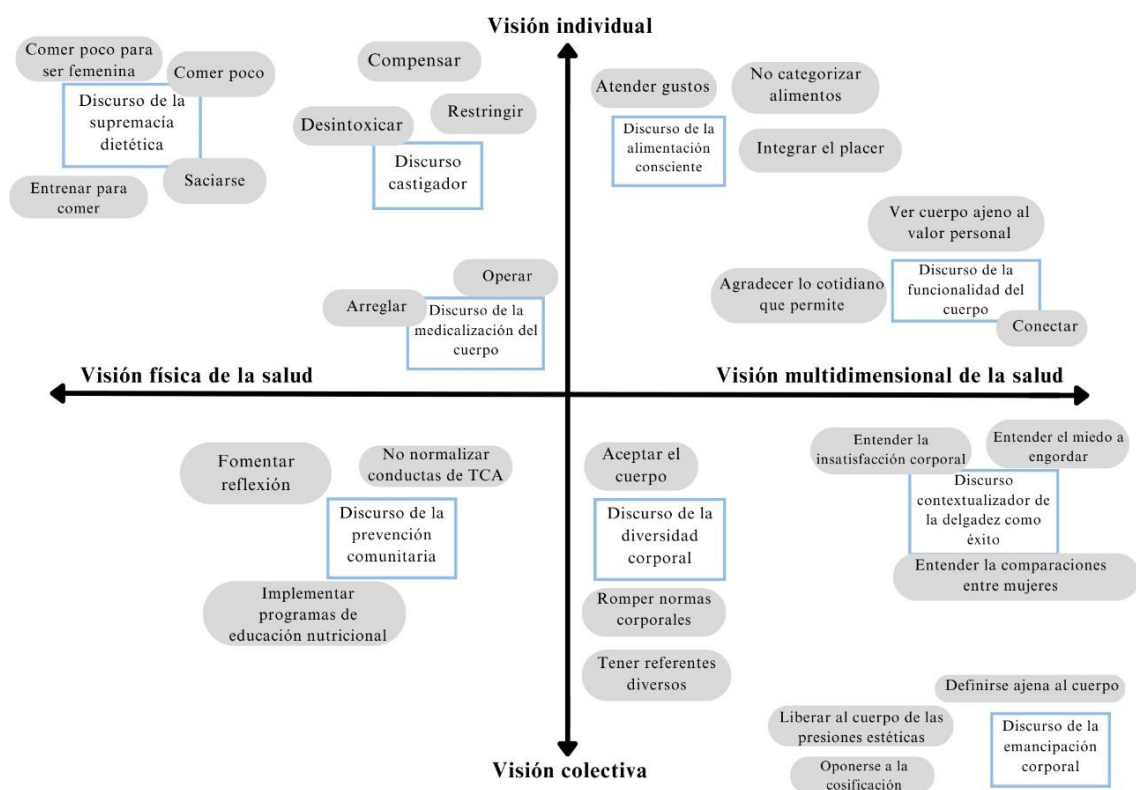 Visión individual
Comer poco para
ser femenina
Comer poco
Discurso de la
supremacía
dietética
Saciarse
Entrenar para
comer
Compensar
Restringir
Desintoxicar
Discurso
castigador
Operar
Arreglar
Discurso de la
medicalización del
cuerpo
Atender gustos
No categorizar
alimentos
Discurso de la
alimentación
consciente
Integrar el placer
Ver cuerpo ajeno al
valor personal
Agradecer lo cotidiano
que permite
Discurso de la
funcionalidad del
cuerpo
Conectar
Visión física de la salud
Visión multidimensional de la salud
Fomentar
reflexión
No normalizar
conductas de TCA
Discurso de la
prevención
comunitaria
Implementar
programas de
educación nutricional
Aceptar el
cuerpo
Discurso de la
diversidad
corporal
Romper normas
corporales
Tener referentes
diversos
Entender la
insatisfacción corporal
Entender el miedo a
engordar
Discurso
contextualizador de
la delgadez como
éxito
Entender la comparaciones
entre mujeres
Definirse ajena al cuerpo
Liberar al cuerpo de las
presiones estéticas
Discurso de la
emancipación
corporal
Oponerse a la
cosificación
Visión colectiva